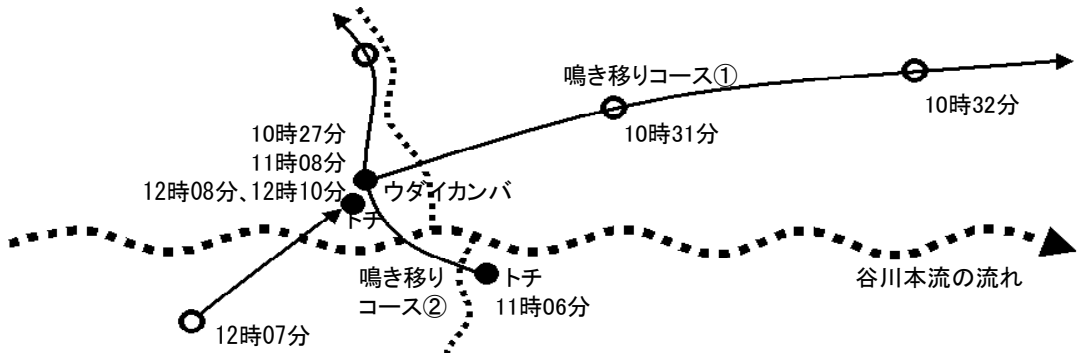 鳴き移りコース①
10時32分
10時31分
10時27分
11時08分
12時08分、12時10分
ウダイカンバ
トチ
鳴き移り
コース②
トチ
11時06分
谷川本流の流れ
12時07分